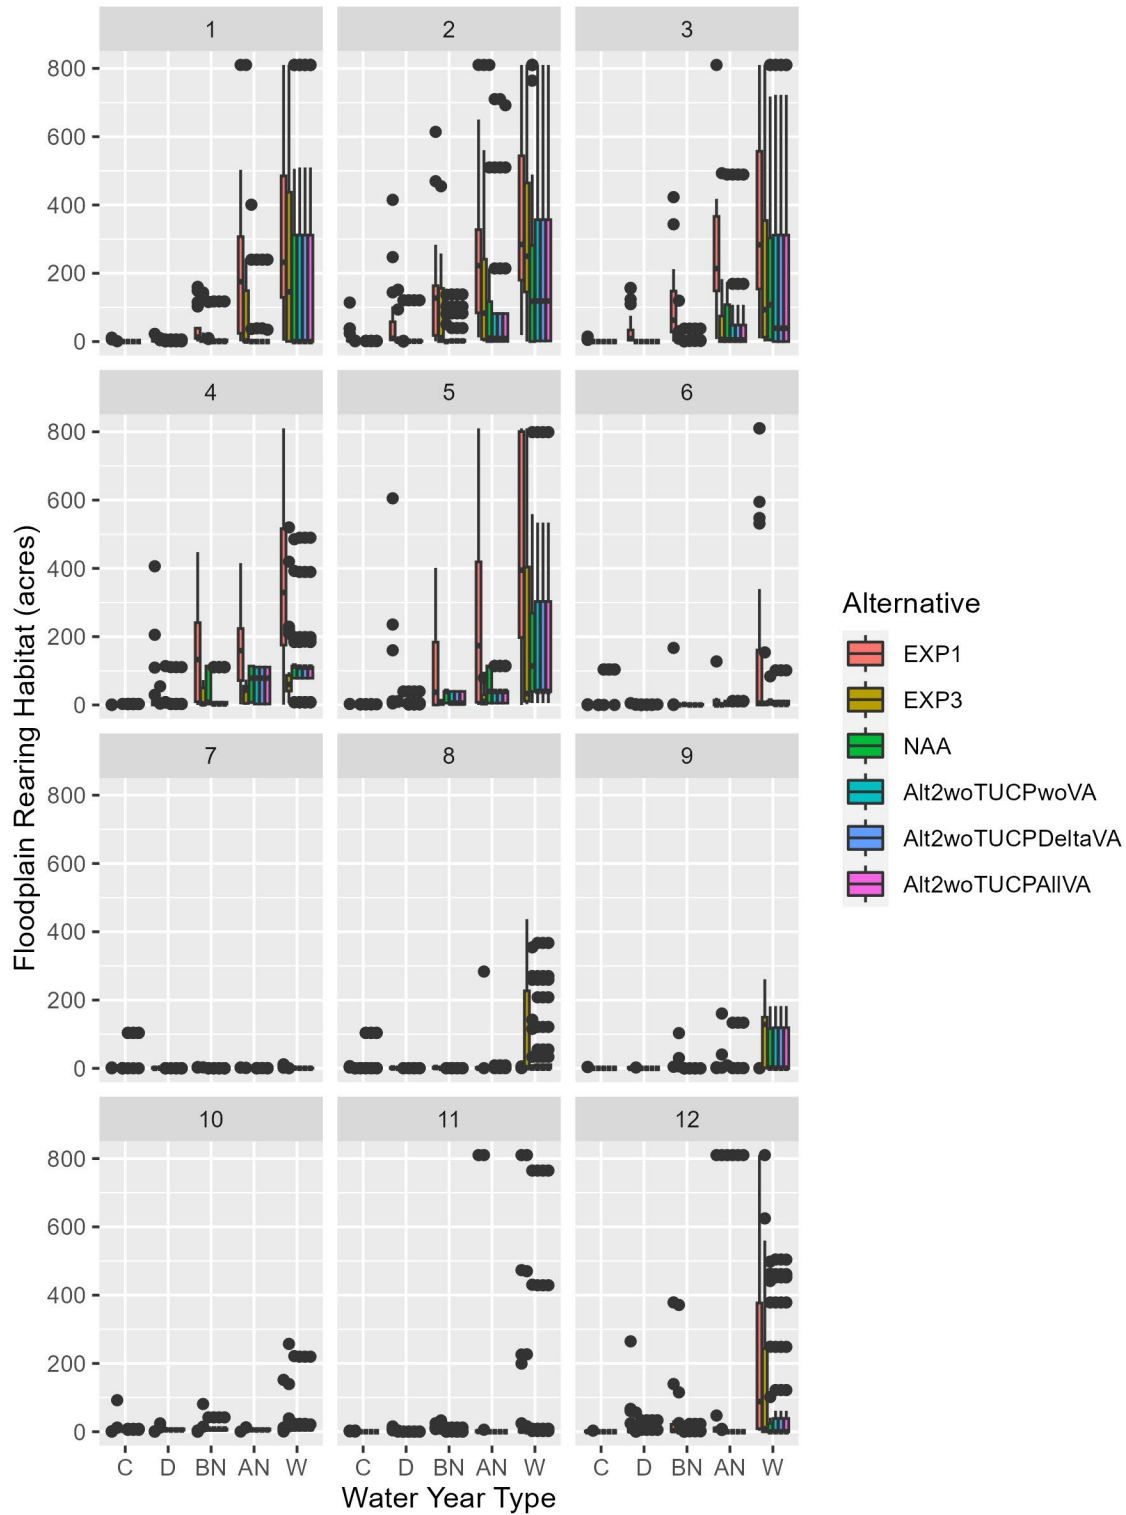 1 2 3
800
600
400
200
0
4 5 6
800
600
400
200
0
7 8 9
800
600
400
200
0
10 11 12
800
600
400
200
0
C D BN AN W C D BN AN W C D BN AN W
Water Year Type
Floodplain Rearing Habitat (acres)
Alternative
EXP1
EXP3
NAA
Alt2woTUCPwoVA
Alt2woTUCPDeltaVA
Alt2woTUCPAllVA